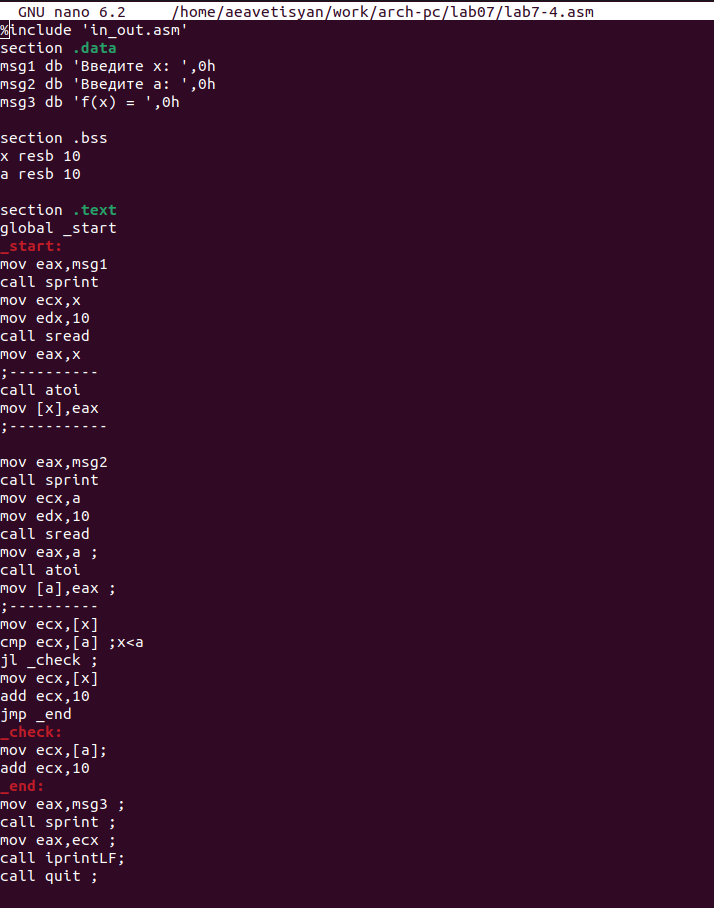 GNU nano 6.2     /home/aeavetisyan/work/arch-pc/lab07/lab7-4.asm
%include 'in_out.asm'
section .data
msg1 db 'Введите x: ',0h
msg2 db 'Введите a: ',0h
msg3 db 'f(x) = ',0h
section .bss
x resb 10
a resb 10
section .text
global _start
_start:
mov eax,msg1
call sprint
mov ecx,x
mov edx,10
call sread
mov eax,x
;----------
call atoi
mov [x],eax
;-----------
mov eax,msg2
call sprint
mov ecx,a
mov edx,10
call sread
mov eax,a ;
call atoi
mov [a],eax ;
;----------
mov ecx,[x]
cmp ecx,[a] ;x<a
jl _check ;
mov ecx,[x]
add ecx,10
jmp _end
_check:
mov ecx,[a];
add ecx,10
_end:
mov eax,msg3 ;
call sprint ;
mov eax,ecx ;
call iprintLF;
call quit ;